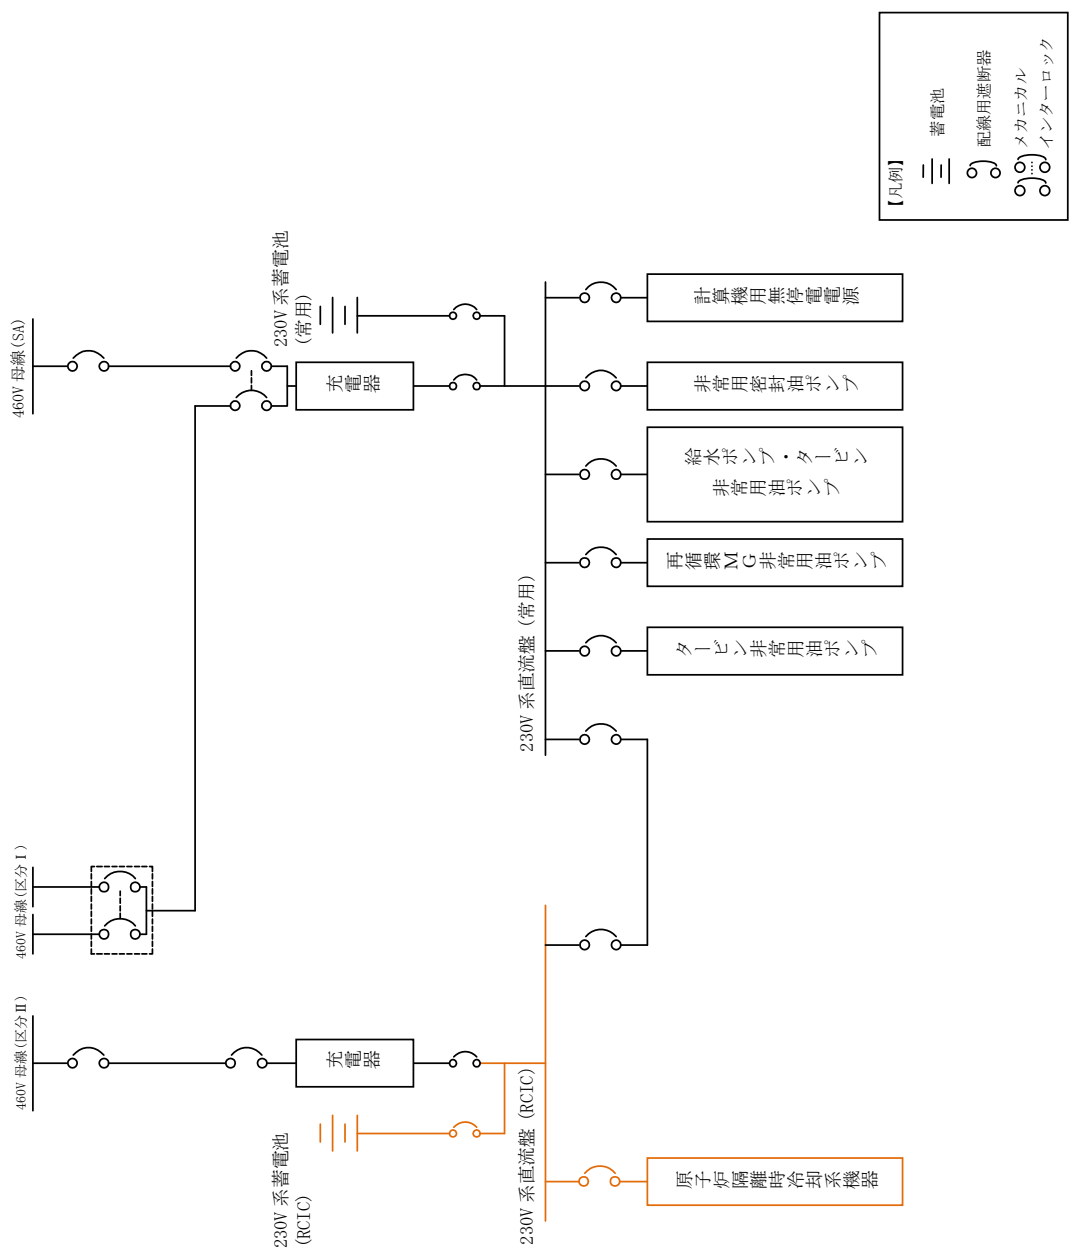 460V 母線(区分Ⅱ)
460V 母線(区分Ⅰ)
460V 母線(SA)
230V 系蓄電池
(RCIC)
充電器
230V 系蓄電池
(常用)
充電器
230V 系直流盤 (RCIC)
230V 系直流盤 (常用)
原子炉隔離時冷却系機器
タービン非常用油ポンプ
再循環MG非常用油ポンプ
給水ポンプ・タービン
非常用油ポンプ
非常用密封油ポンプ
計算機用無停電電源
【凡例】
蓄電池
配線用遮断器
メカニカル
インターロック